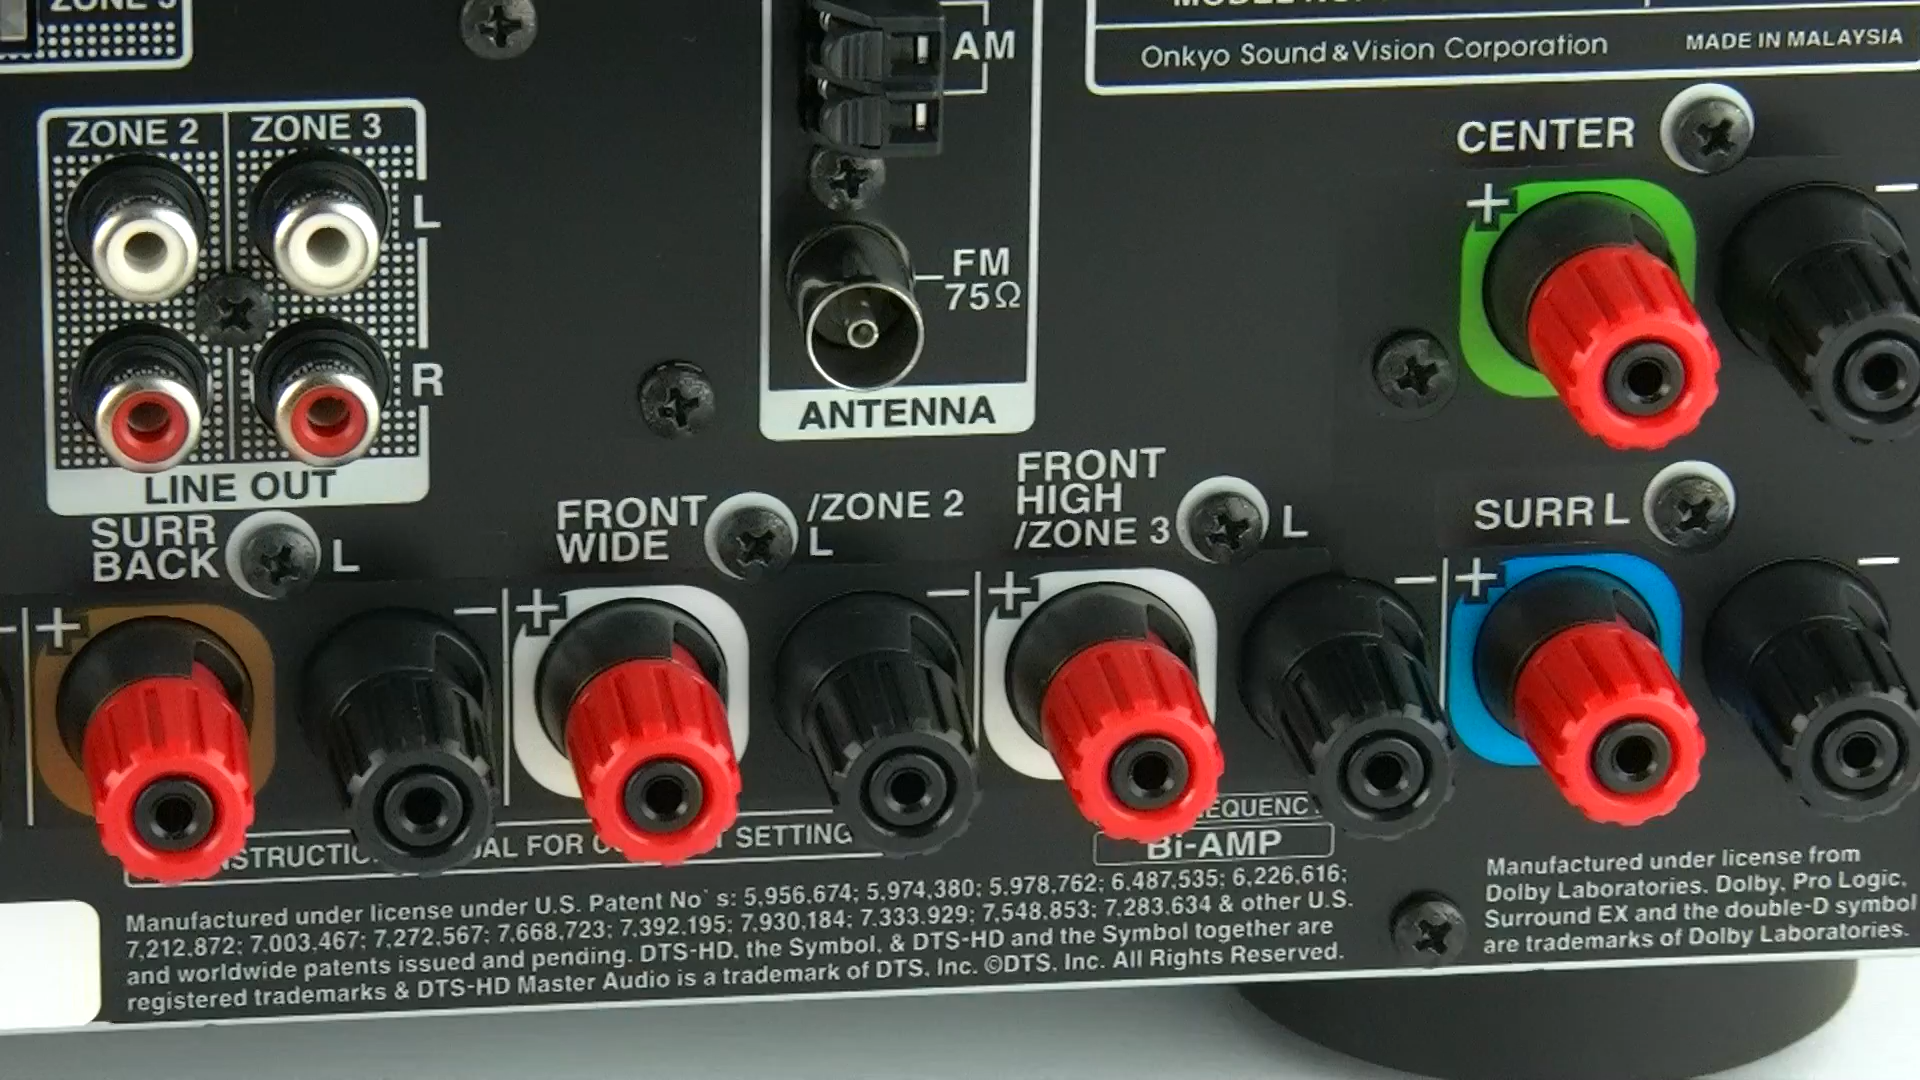 ZONE 3
AM
Onkyo Sound & Vision Corporation
MADE IN MALAYSIA
ZONE 2
ZONE 3
L
R
LINE OUT
FM
75Ω
ANTENNA
CENTER
+
−
SURR
BACK
L
FRONT
WIDE
/ZONE 2
L
FRONT
HIGH
/ZONE 3
L
SURR L
− + − + − + − + −
FOR SETTING
Bi-AMP
Manufactured under license under U.S. Patent No`s: 5,956,674; 5,974,380; 5,978,762; 6,487,535; 6,226,616;
7,212,872; 7,003,467; 7,272,567; 7,668,723; 7,392,195; 7,930,184; 7,333,929; 7,548,853; 7,283,634 & other U.S.
and worldwide patents issued and pending. DTS-HD, the Symbol, & DTS-HD and the Symbol together are
registered trademarks & DTS-HD Master Audio is a trademark of DTS, Inc. ©DTS, Inc. All Rights Reserved.
Manufactured under license from
Dolby Laboratories. Dolby, Pro Logic,
Surround EX and the double-D symbol
are trademarks of Dolby Laboratories.